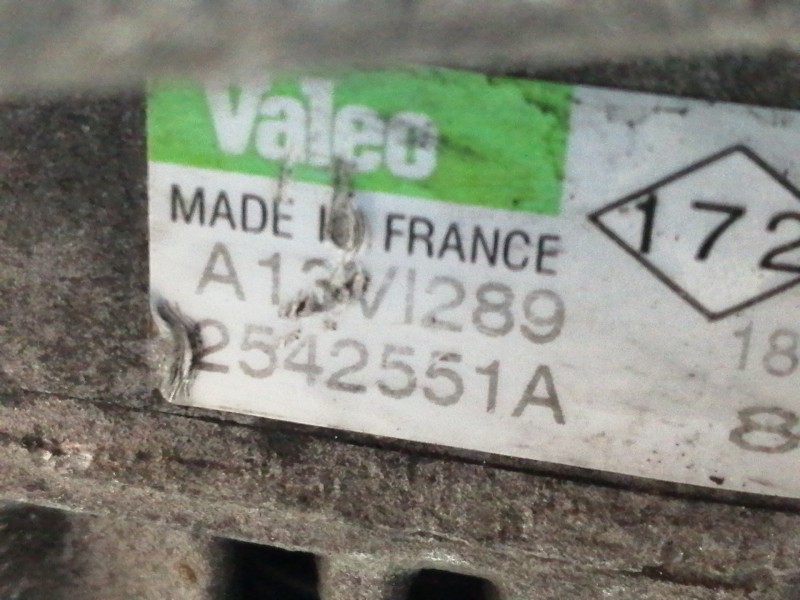 Valeo
MADE IN FRANCE
172
A13VI289
18
2542551A
8